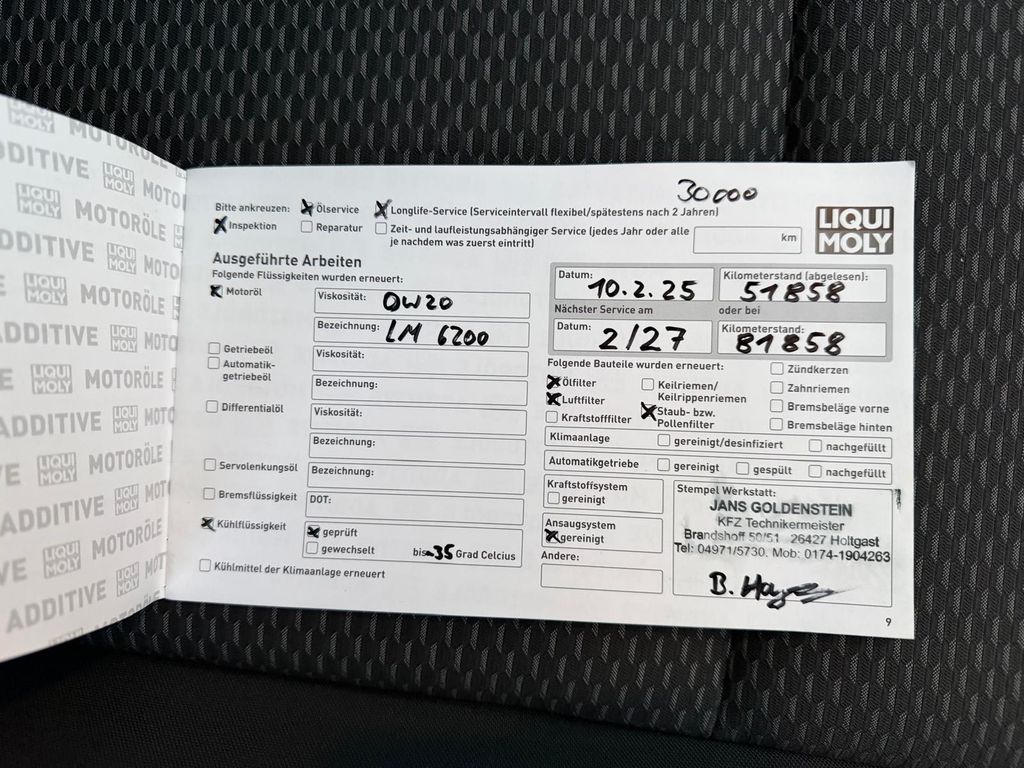 30000
Bitte ankreuzen: Ölservice Longlife-Service (Serviceintervall flexibel/spätestens nach 2 Jahren)
Inspektion Reparatur Zeit- und laufleistungsabhängiger Service (jedes Jahr oder alle
je nachdem was zuerst eintritt)
km
LIQUI
MOLY
Ausgeführte Arbeiten
Folgende Flüssigkeiten wurden erneuert:
Motoröl
Viskosität: 0W20
Bezeichnung: LM 6200
Getriebeöl
Viskosität:
Automatik-
getriebeöl
Bezeichnung:
Differentialöl
Viskosität:
Bezeichnung:
Servolenkungsöl
Bezeichnung:
Bremsflüssigkeit
DOT:
Kühlflüssigkeit
geprüft
gewechselt bis -35 Grad Celcius
Kühlmittel der Klimaanlage erneuert
Datum: 10.2.25
Kilometerstand (abgelesen): 51858
Nächster Service am oder bei
Datum: 2/27
Kilometerstand: 81858
Folgende Bauteile wurden erneuert:
Zündkerzen
Ölfilter
Keilriemen/
Keilrippenriemen
Zahnriemen
Luftfilter
Staub- bzw.
Pollenfilter
Bremsbeläge vorne
Kraftstofffilter
Bremsbeläge hinten
Klimaanlage gereinigt/desinfiziert nachgefüllt
Automatikgetriebe gereinigt gespült nachgefüllt
Kraftstoffsystem
gereinigt
Ansaugsystem
gereinigt
Andere:
Stempel Werkstatt:
JANS GOLDENSTEIN
KFZ Technikermeister
Brandshoff 50/51 26427 Holtgast
Tel: 04971/5730. Mob: 0174-1904263
9
MOTORÖLE
ADDITIVE LIQUI MOLY MOTORÖLE